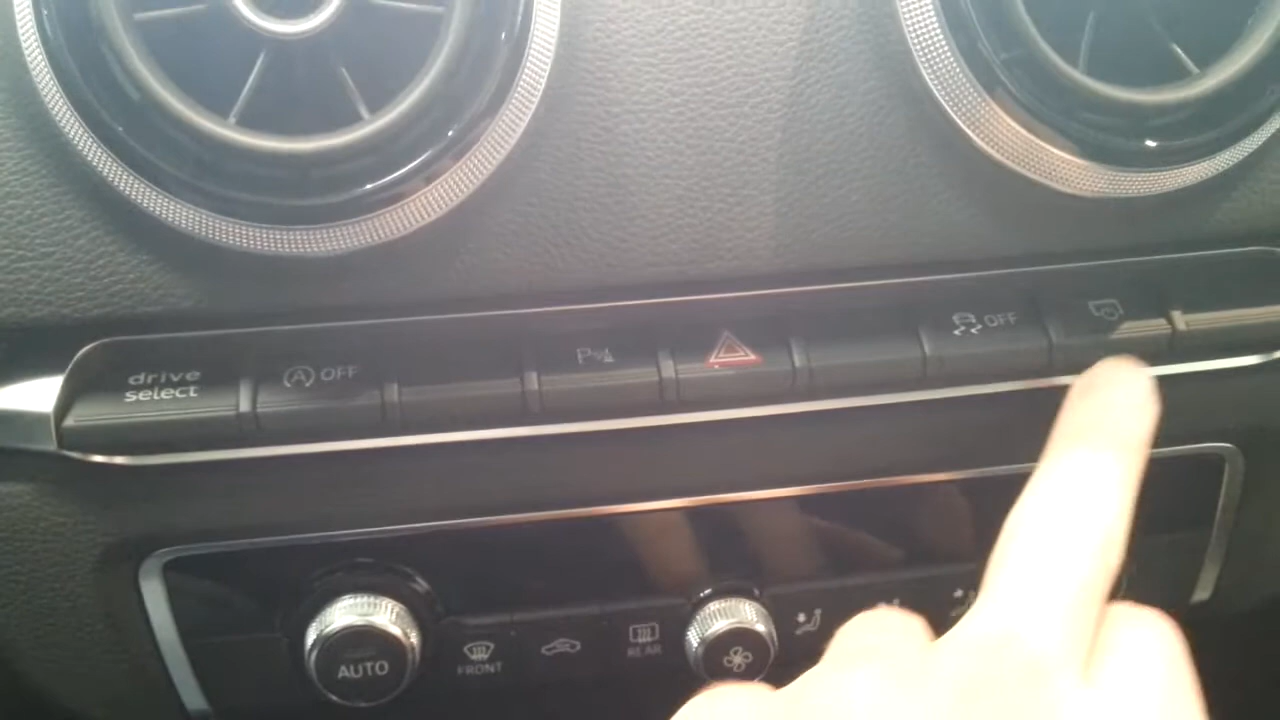 drive
select
A OFF
P
OFF
AUTO
FRONT
REAR